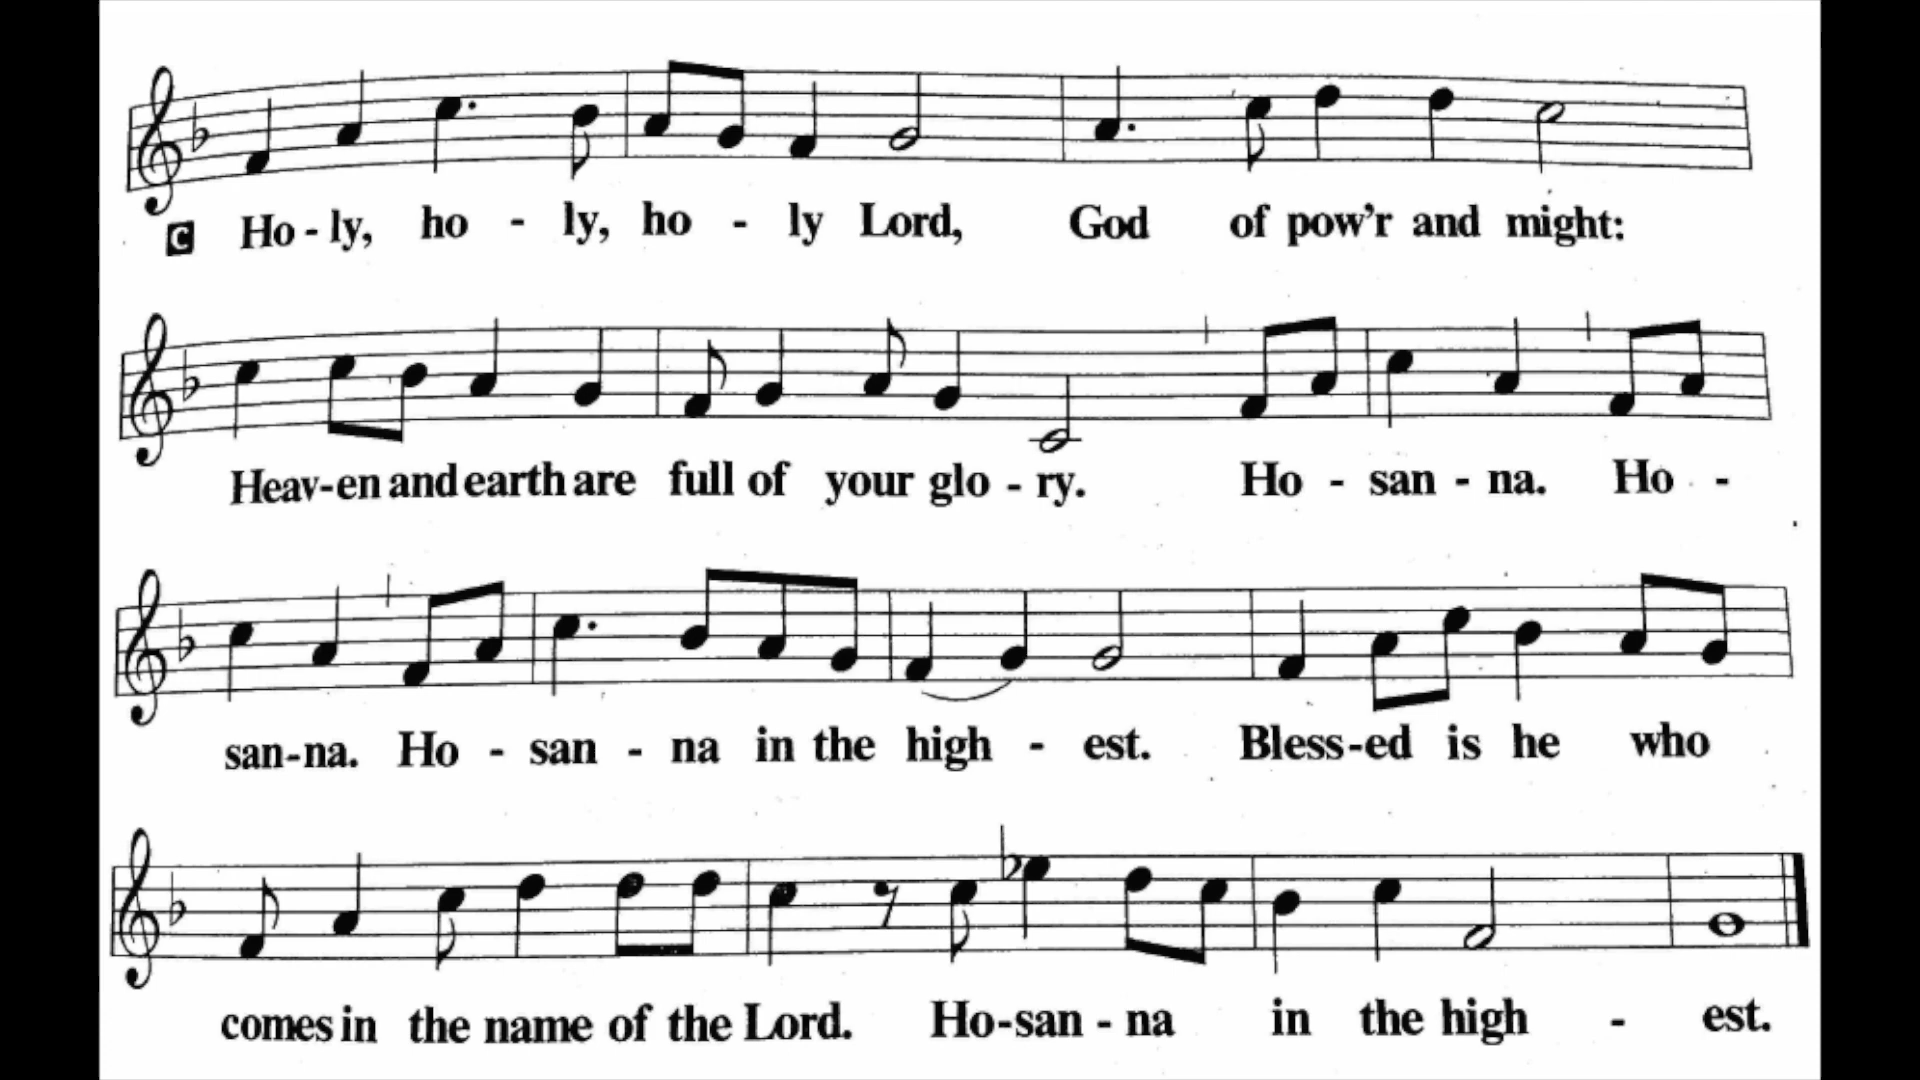 C Ho - ly, ho - ly, ho - ly Lord, God of pow'r and might:
Heav-en and earth are full of your glo - ry. Ho - san - na. Ho -
san-na. Ho - san - na in the high - est. Bless-ed is he who
comes in the name of the Lord. Ho-san - na in the high - est.